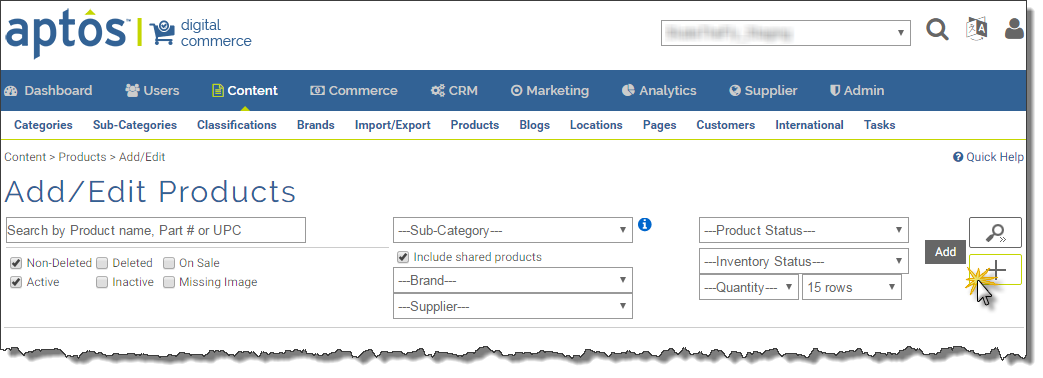 aptos™ digital
commerce
Dashboard Users Content Commerce CRM Marketing Analytics Supplier Admin
Categories Sub-Categories Classifications Brands Import/Export Products Blogs Locations Pages Customers International Tasks
Content > Products > Add/Edit Quick Help
Add/Edit Products
Search by Product name, Part # or UPC ---Sub-Category--- ---Product Status---
Non-Deleted Deleted On Sale Include shared products ---Inventory Status--- Add
Active Inactive Missing Image ---Brand--- ---Quantity--- 15 rows
---Supplier---